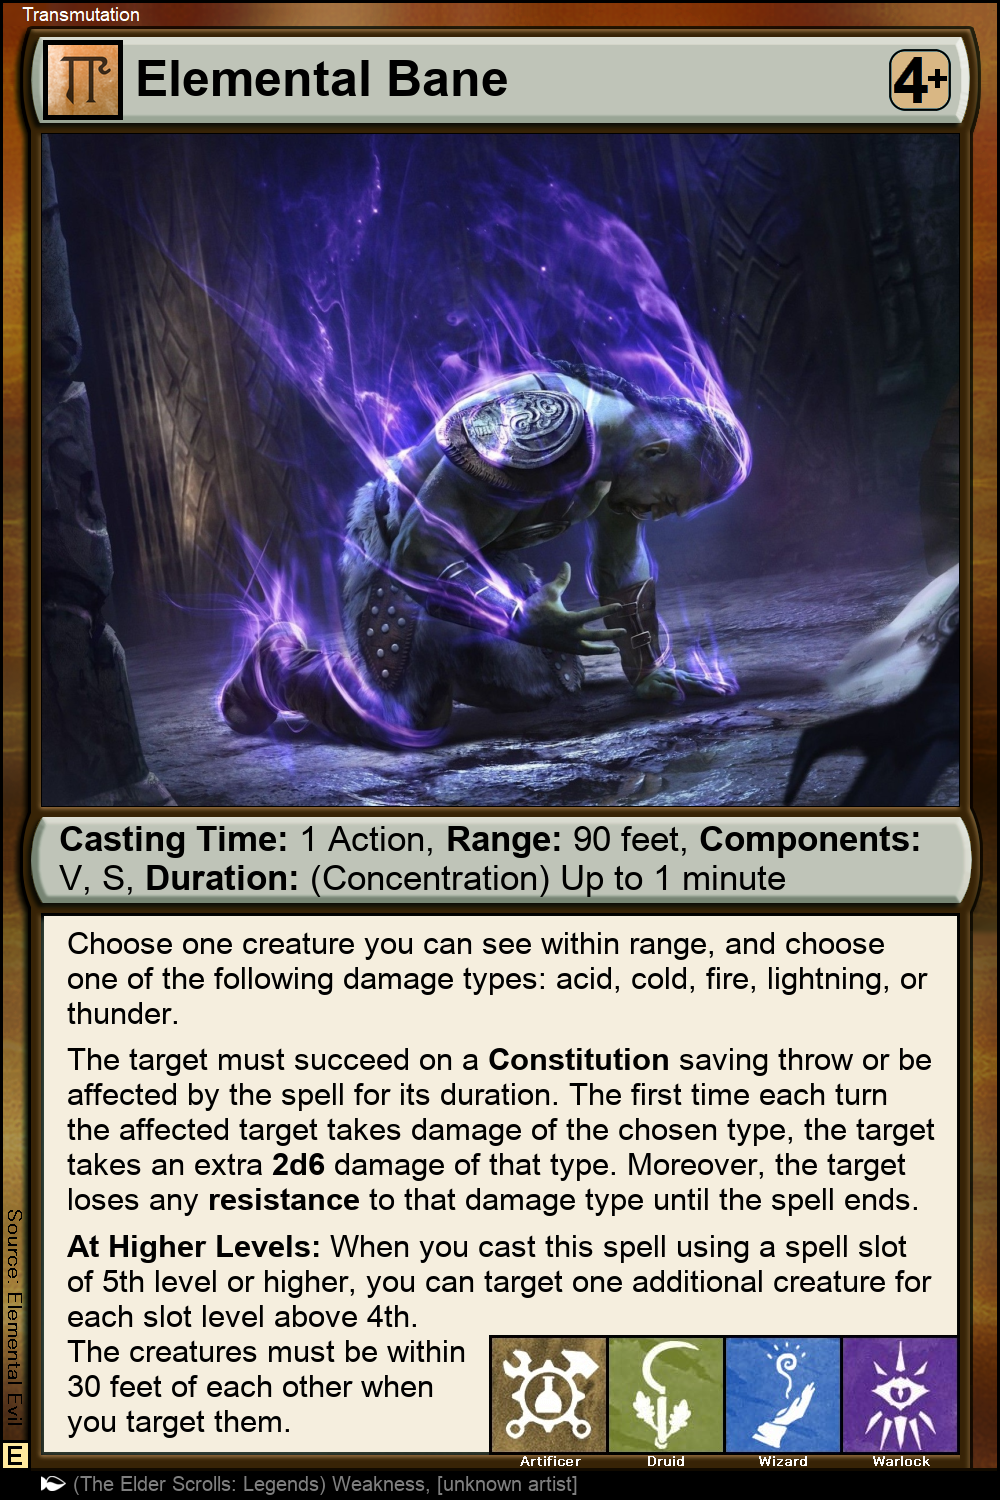 Transmutation
Elemental Bane
4+
Casting Time: 1 Action, Range: 90 feet, Components:
V, S, Duration: (Concentration) Up to 1 minute
Choose one creature you can see within range, and choose
one of the following damage types: acid, cold, fire, lightning, or
thunder.
The target must succeed on a Constitution saving throw or be
affected by the spell for its duration. The first time each turn
the affected target takes damage of the chosen type, the target
takes an extra 2d6 damage of that type. Moreover, the target
loses any resistance to that damage type until the spell ends.
At Higher Levels: When you cast this spell using a spell slot
of 5th level or higher, you can target one additional creature for
each slot level above 4th.
The creatures must be within
30 feet of each other when
you target them.
Artificer
Druid
Wizard
Warlock
Source: Elemental Evil
E
(The Elder Scrolls: Legends) Weakness, [unknown artist]